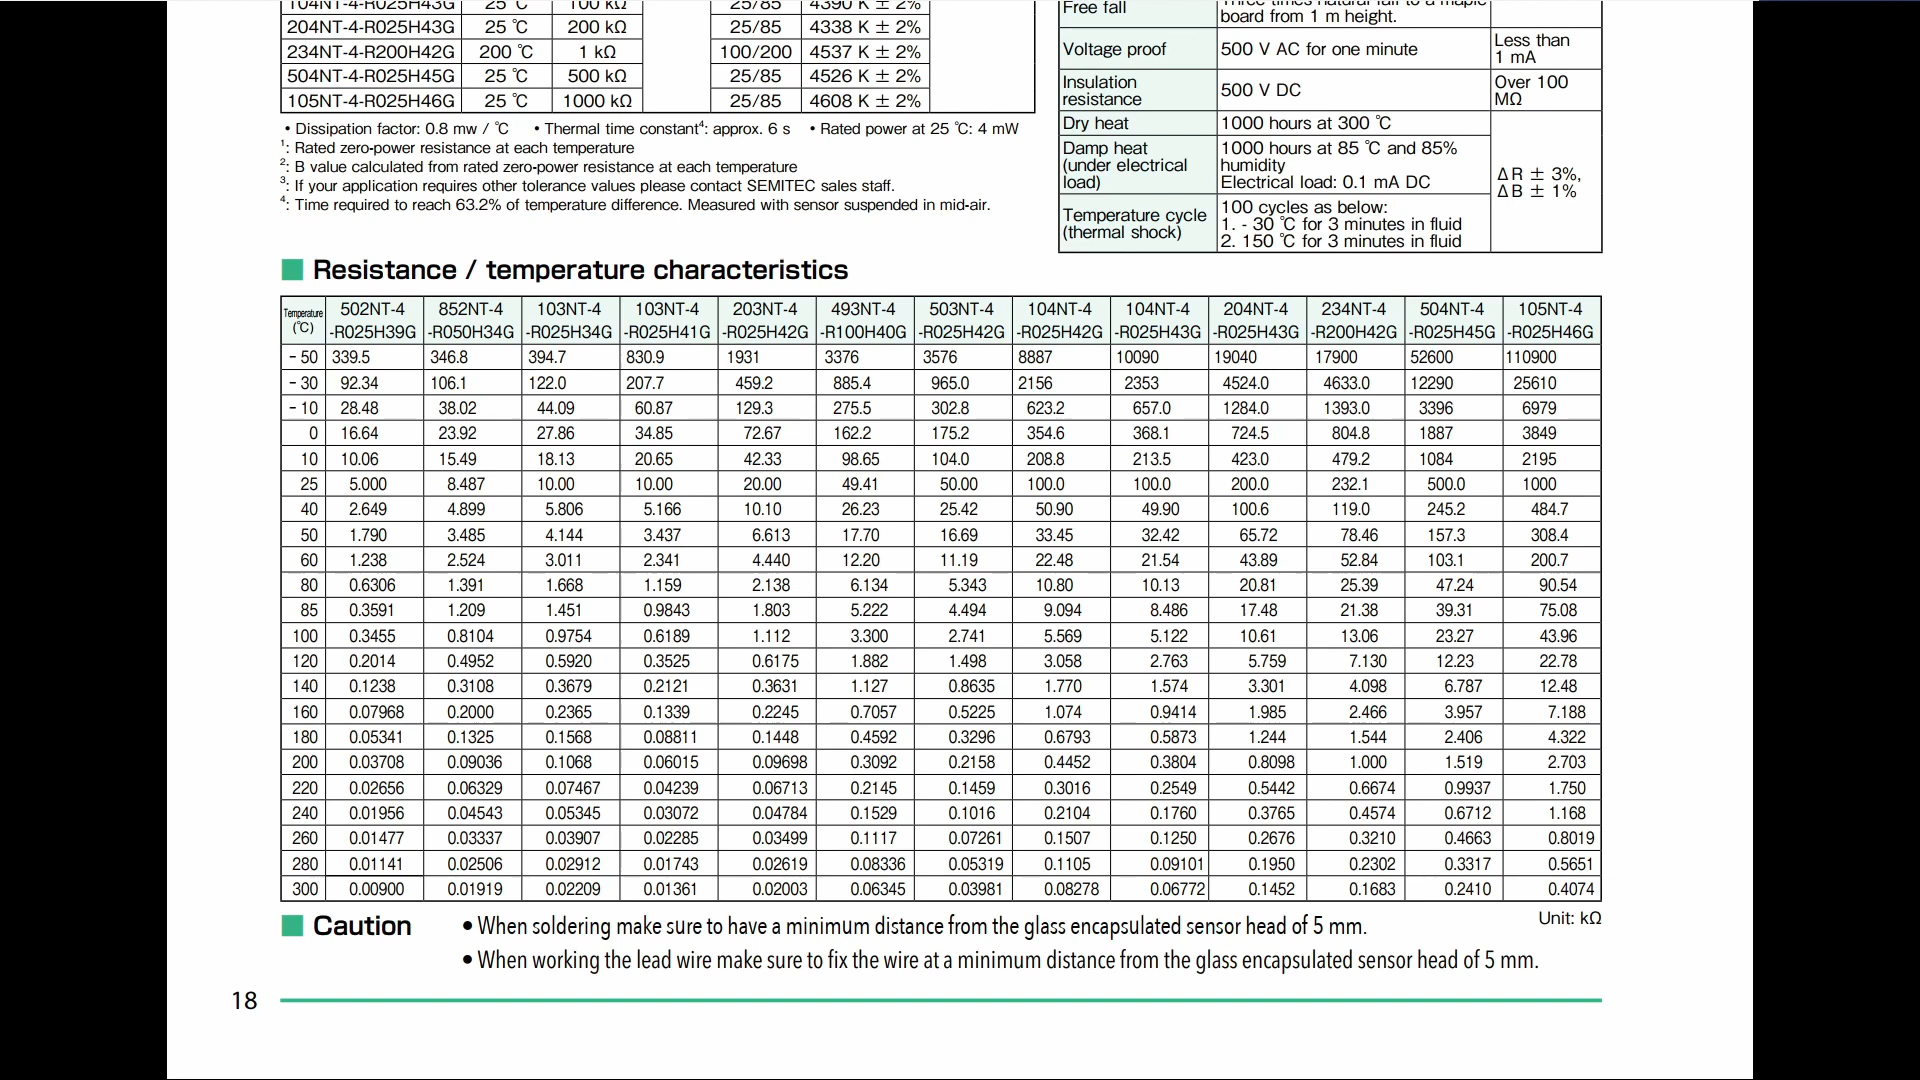 104NT-4-R025H43G 25 ℃ 100 kΩ 25/85 4390 K ± 2%
204NT-4-R025H43G 25 ℃ 200 kΩ 25/85 4338 K ± 2%
234NT-4-R200H42G 200 ℃ 1 kΩ 100/200 4537 K ± 2%
504NT-4-R025H45G 25 ℃ 500 kΩ 25/85 4526 K ± 2%
105NT-4-R025H46G 25 ℃ 1000 kΩ 25/85 4608 K ± 2%
• Dissipation factor: 0.8 mw / ℃ • Thermal time constant⁴: approx. 6 s • Rated power at 25 ℃: 4 mW
¹: Rated zero-power resistance at each temperature
²: B value calculated from rated zero-power resistance at each temperature
³: If your application requires other tolerance values please contact SEMITEC sales staff.
⁴: Time required to reach 63.2% of temperature difference. Measured with sensor suspended in mid-air.
Free fall Three times natural fall to a maple
board from 1 m height.
Voltage proof 500 V AC for one minute Less than
1 mA
Insulation
resistance 500 V DC Over 100
MΩ
Dry heat 1000 hours at 300 ℃
Damp heat
(under electrical
load) 1000 hours at 85 ℃ and 85%
humidity
Electrical load: 0.1 mA DC
Temperature cycle
(thermal shock) 100 cycles as below:
1. - 30 ℃ for 3 minutes in fluid
2. 150 ℃ for 3 minutes in fluid
ΔR ± 3%,
ΔB ± 1%
Resistance / temperature characteristics
Temperature 502NT-4 852NT-4 103NT-4 103NT-4 203NT-4 493NT-4 503NT-4 104NT-4 104NT-4 204NT-4 234NT-4 504NT-4 105NT-4
(℃) -R025H39G -R050H34G -R025H34G -R025H41G -R025H42G -R100H40G -R025H42G -R025H42G -R025H43G -R025H43G -R200H42G -R025H45G -R025H46G
- 50 339.5 346.8 394.7 830.9 1931 3376 3576 8887 10090 19040 17900 52600 110900
- 30 92.34 106.1 122.0 207.7 459.2 885.4 965.0 2156 2353 4524.0 4633.0 12290 25610
- 10 28.48 38.02 44.09 60.87 129.3 275.5 302.8 623.2 657.0 1284.0 1393.0 3396 6979
0 16.64 23.92 27.86 34.85 72.67 162.2 175.2 354.6 368.1 724.5 804.8 1887 3849
10 10.06 15.49 18.13 20.65 42.33 98.65 104.0 208.8 213.5 423.0 479.2 1084 2195
25 5.000 8.487 10.00 10.00 20.00 49.41 50.00 100.0 100.0 200.0 232.1 500.0 1000
40 2.649 4.899 5.806 5.166 10.10 26.23 25.42 50.90 49.90 100.6 119.0 245.2 484.7
50 1.790 3.485 4.144 3.437 6.613 17.70 16.69 33.45 32.42 65.72 78.46 157.3 308.4
60 1.238 2.524 3.011 2.341 4.440 12.20 11.19 22.48 21.54 43.89 52.84 103.1 200.7
80 0.6306 1.391 1.668 1.159 2.138 6.134 5.343 10.80 10.13 20.81 25.39 47.24 90.54
85 0.3591 1.209 1.451 0.9843 1.803 5.222 4.494 9.094 8.486 17.48 21.38 39.31 75.08
100 0.3455 0.8104 0.9754 0.6189 1.112 3.300 2.741 5.569 5.122 10.61 13.06 23.27 43.96
120 0.2014 0.4952 0.5920 0.3525 0.6175 1.882 1.498 3.058 2.763 5.759 7.130 12.23 22.78
140 0.1238 0.3108 0.3679 0.2121 0.3631 1.127 0.8635 1.770 1.574 3.301 4.098 6.787 12.48
160 0.07968 0.2000 0.2365 0.1339 0.2245 0.7057 0.5225 1.074 0.9414 1.985 2.466 3.957 7.188
180 0.05341 0.1325 0.1568 0.08811 0.1448 0.4592 0.3296 0.6793 0.5873 1.244 1.544 2.406 4.322
200 0.03708 0.09036 0.1068 0.06015 0.09698 0.3092 0.2158 0.4452 0.3804 0.8098 1.000 1.519 2.703
220 0.02656 0.06329 0.07467 0.04239 0.06713 0.2145 0.1459 0.3016 0.2549 0.5442 0.6674 0.9937 1.750
240 0.01956 0.04543 0.05345 0.03072 0.04784 0.1529 0.1016 0.2104 0.1760 0.3765 0.4574 0.6712 1.168
260 0.01477 0.03337 0.03907 0.02285 0.03499 0.1117 0.07261 0.1507 0.1250 0.2676 0.3210 0.4663 0.8019
280 0.01141 0.02506 0.02912 0.01743 0.02619 0.08336 0.05319 0.1105 0.09101 0.1950 0.2302 0.3317 0.5651
300 0.00900 0.01919 0.02209 0.01361 0.02003 0.06345 0.03981 0.08278 0.06772 0.1452 0.1683 0.2410 0.4074
Unit: kΩ
Caution • When soldering make sure to have a minimum distance from the glass encapsulated sensor head of 5 mm.
• When working the lead wire make sure to fix the wire at a minimum distance from the glass encapsulated sensor head of 5 mm.
18